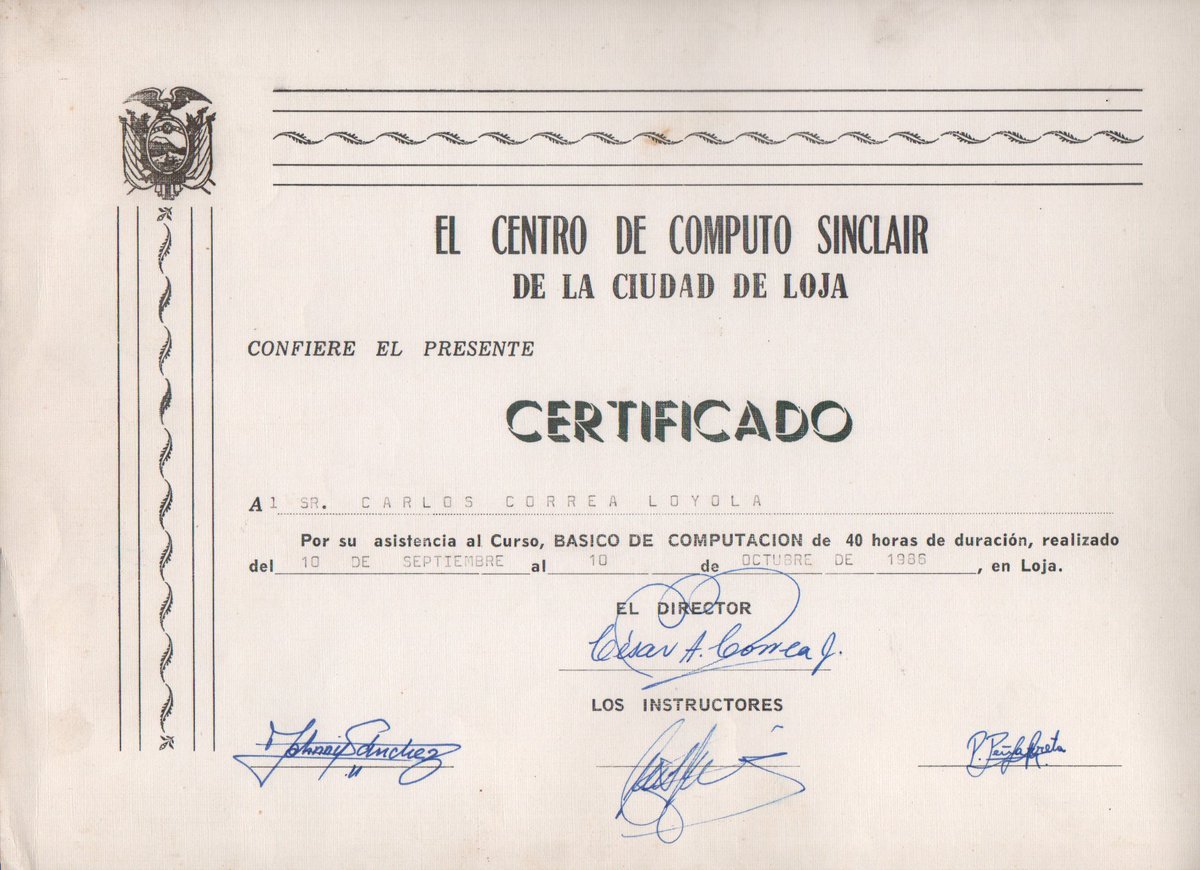 EL CENTRO DE COMPUTO SINCLAIR
DE LA CIUDAD DE LOJA
CONFIERE EL PRESENTE
CERTIFICADO
Al SR. CARLOS CORREA LOYOLA
Por su asistencia al Curso, BASICO DE COMPUTACION de 40 horas de duración, realizado
del 10 DE SEPTIEMBRE al 10 de OCTUBRE DE 1986, en Loja.
EL DIRECTOR
César A. Correa J.
LOS INSTRUCTORES
Johnny Sánchez